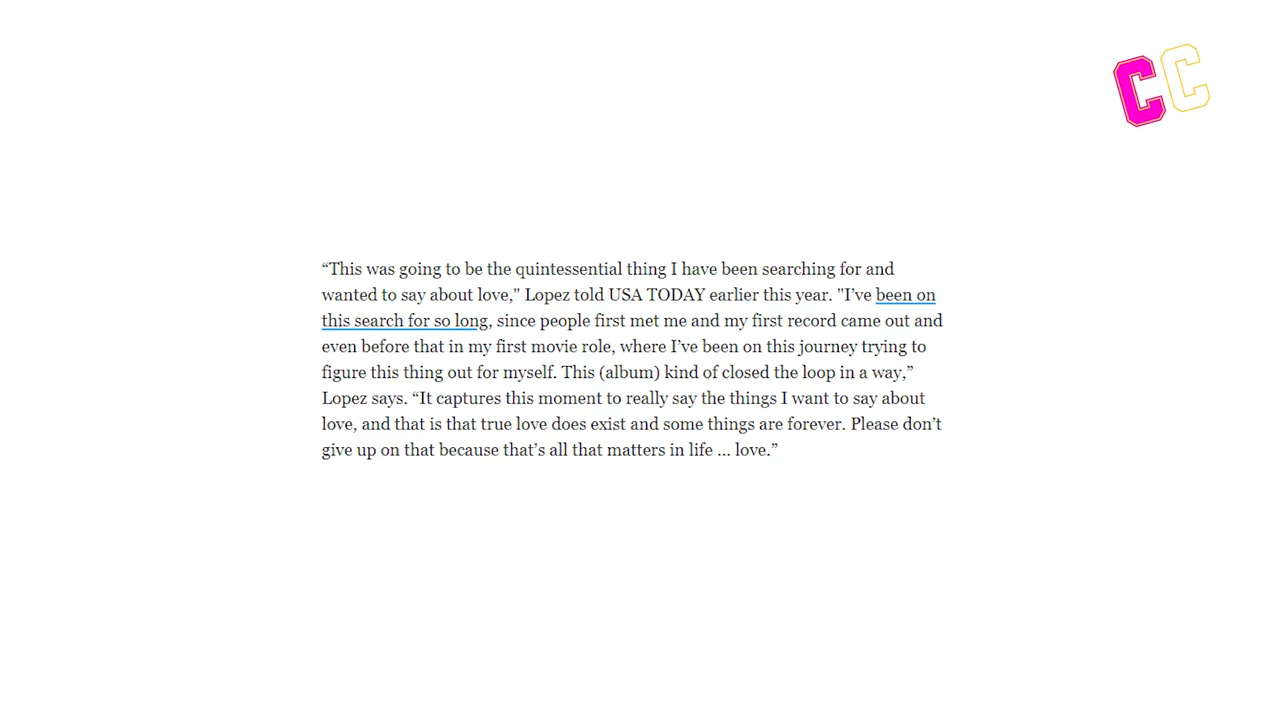 CC
“This was going to be the quintessential thing I have been searching for and
wanted to say about love," Lopez told USA TODAY earlier this year. "I’ve been on
this search for so long, since people first met me and my first record came out and
even before that in my first movie role, where I’ve been on this journey trying to
figure this thing out for myself. This (album) kind of closed the loop in a way,”
Lopez says. “It captures this moment to really say the things I want to say about
love, and that is that true love does exist and some things are forever. Please don’t
give up on that because that’s all that matters in life ... love.”